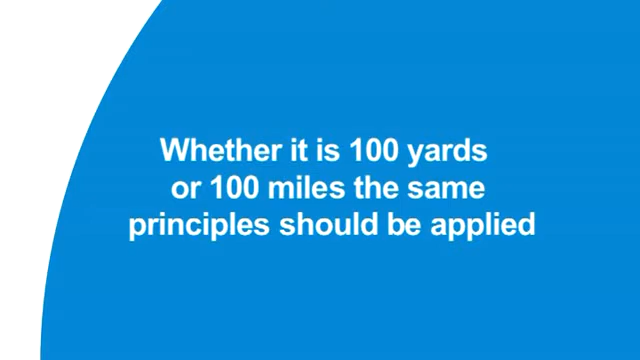 Whether it is 100 yards
or 100 miles the same
principles should be applied